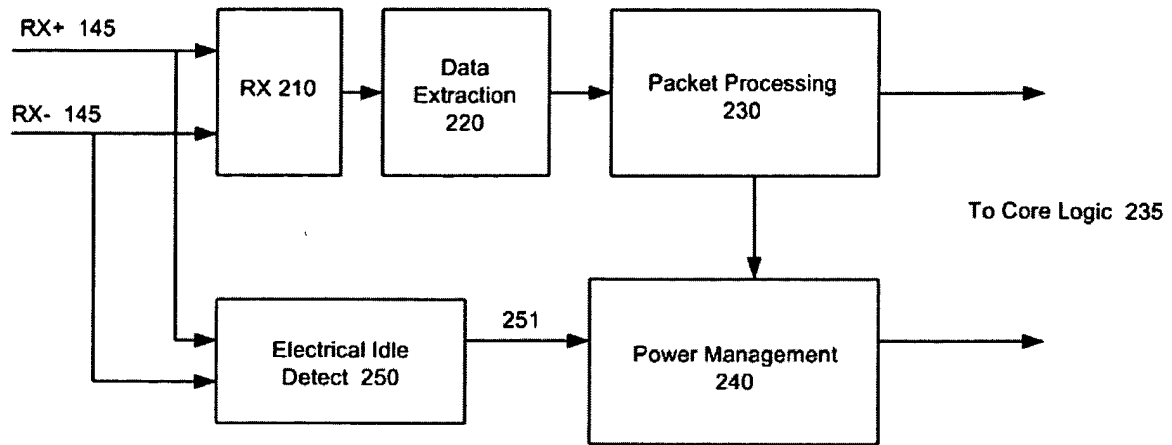 RX+ 145
RX- 145
RX 210
Data
Extraction
220
Packet Processing
230
To Core Logic 235
Electrical Idle
Detect 250
251
Power Management
240